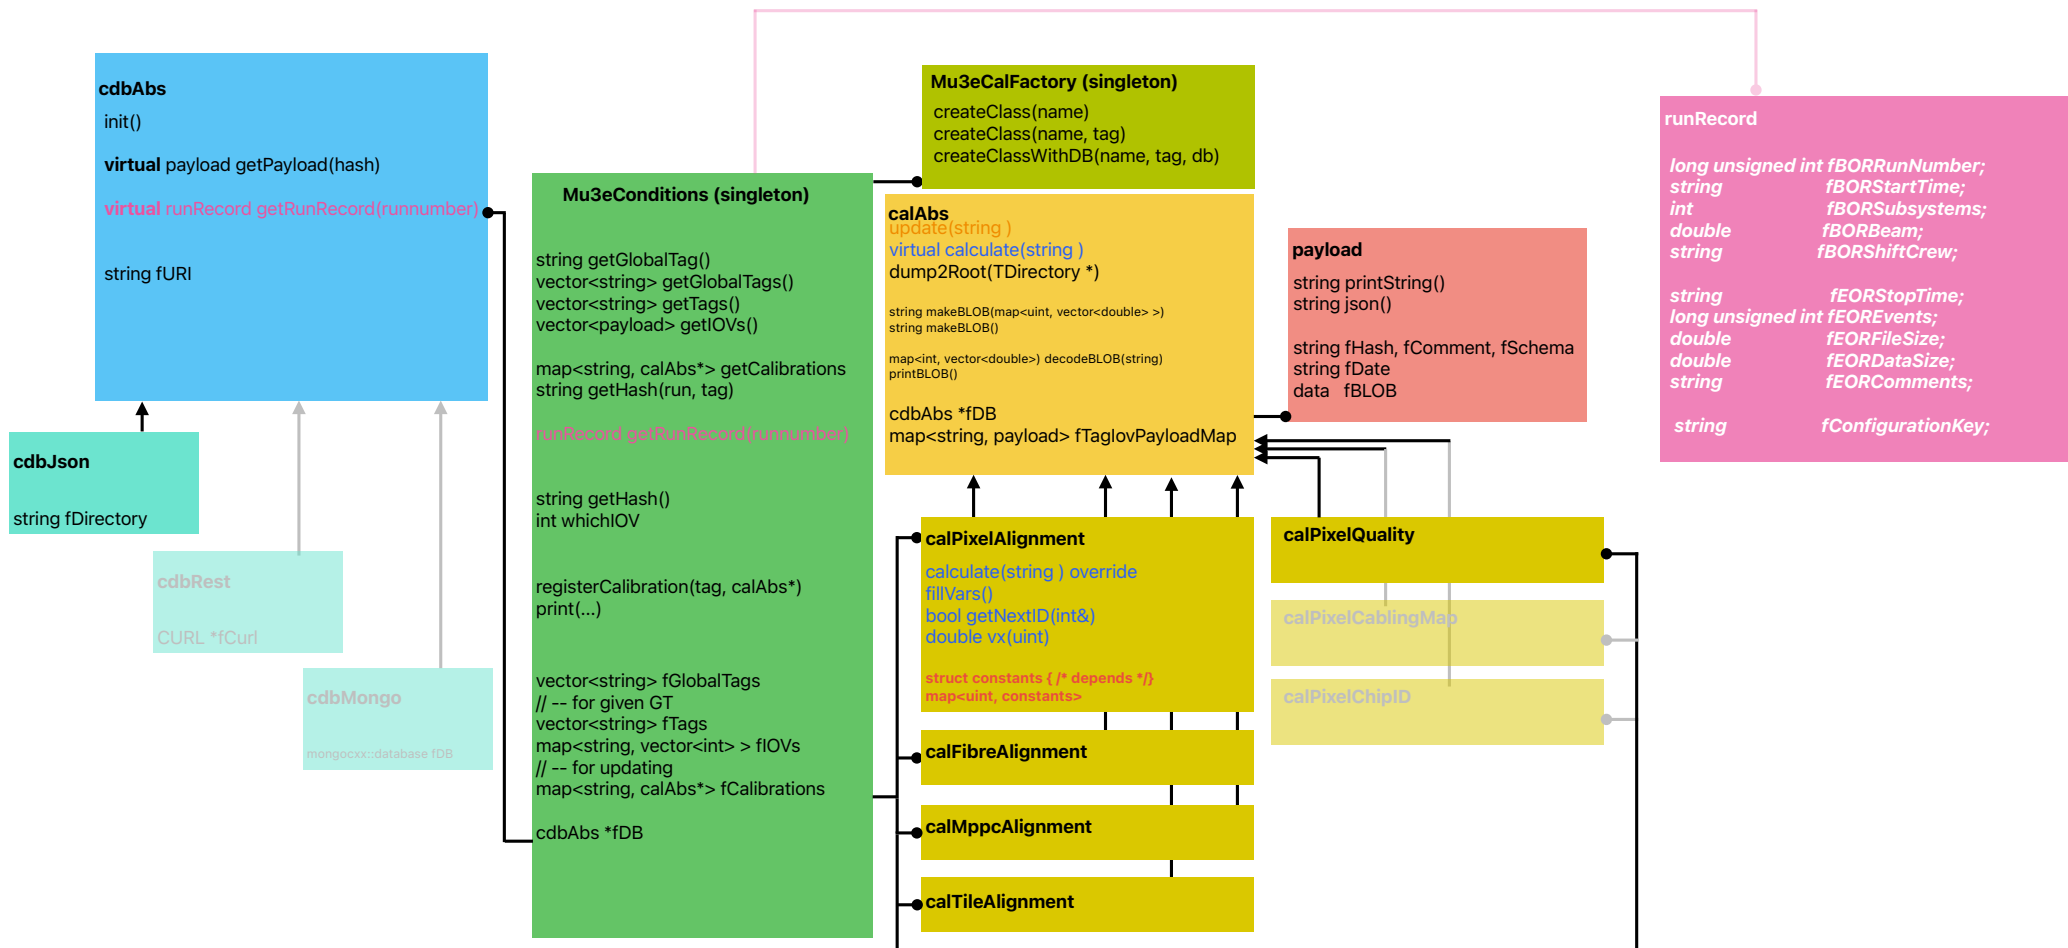 cdbAbs
init()
virtual payload getPayload(hash)
virtual runRecord getRunRecord(runnumber)
string fURI
cdbJson
string fDirectory
cdbRest
CURL *fCurl
cdbMongo
mongocxx::database fDB
Mu3eConditions (singleton)
string getGlobalTag()
vector<string> getGlobalTags()
vector<string> getTags()
vector<payload> getIOVs()
map<string, calAbs*> getCalibrations
string getHash(run, tag)
runRecord getRunRecord(runnumber)
string getHash()
int whichIOV
registerCalibration(tag, calAbs*)
print(...)
vector<string> fGlobalTags
// -- for given GT
vector<string> fTags
map<string, vector<int> > fIOVs
// -- for updating
map<string, calAbs*> fCalibrations
cdbAbs *fDB
Mu3eCalFactory (singleton)
createClass(name)
createClass(name, tag)
createClassWithDB(name, tag, db)
calAbs
update(string )
virtual calculate(string )
dump2Root(TDirectory *)
string makeBLOB(map<uint, vector<double> >)
string makeBLOB()
map<int, vector<double>) decodeBLOB(string)
printBLOB()
cdbAbs *fDB
map<string, payload> fTagIovPayloadMap
payload
string printString()
string json()
string fHash, fComment, fSchema
string fDate
data fBLOB
calPixelAlignment
calculate(string ) override
fillVars()
bool getNextID(int&)
double vx(uint)
struct constants { /* depends */}
map<uint, constants>
calFibreAlignment
calMppcAlignment
calTileAlignment
calPixelQuality
calPixelCablingMap
calPixelChipID
runRecord
long unsigned int fBORRunNumber;
string fBORStartTime;
int fBORSubsystems;
double fBORBeam;
string fBORShiftCrew;
string fEORStopTime;
long unsigned int fEOREvents;
double fEORFileSize;
double fEORDataSize;
string fEORComments;
string fConfigurationKey;